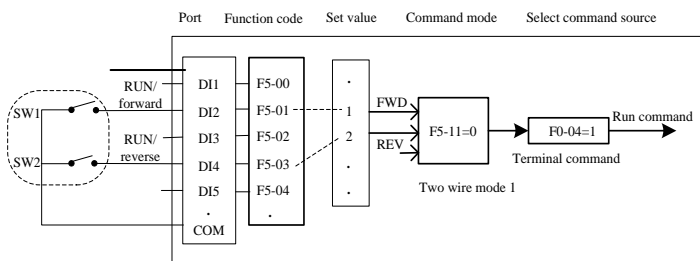 Port Function code Set value Command mode Select command source
RUN/
forward
DI1 F5-00 .
SW1 DI2 F5-01 1 FWD
RUN/
reverse
DI3 F5-02 2 F5-11=0 F0-04=1 Run command
REV
SW2 DI4 F5-03 . Terminal command
DI5 F5-04 . Two wire mode 1
. .
COM